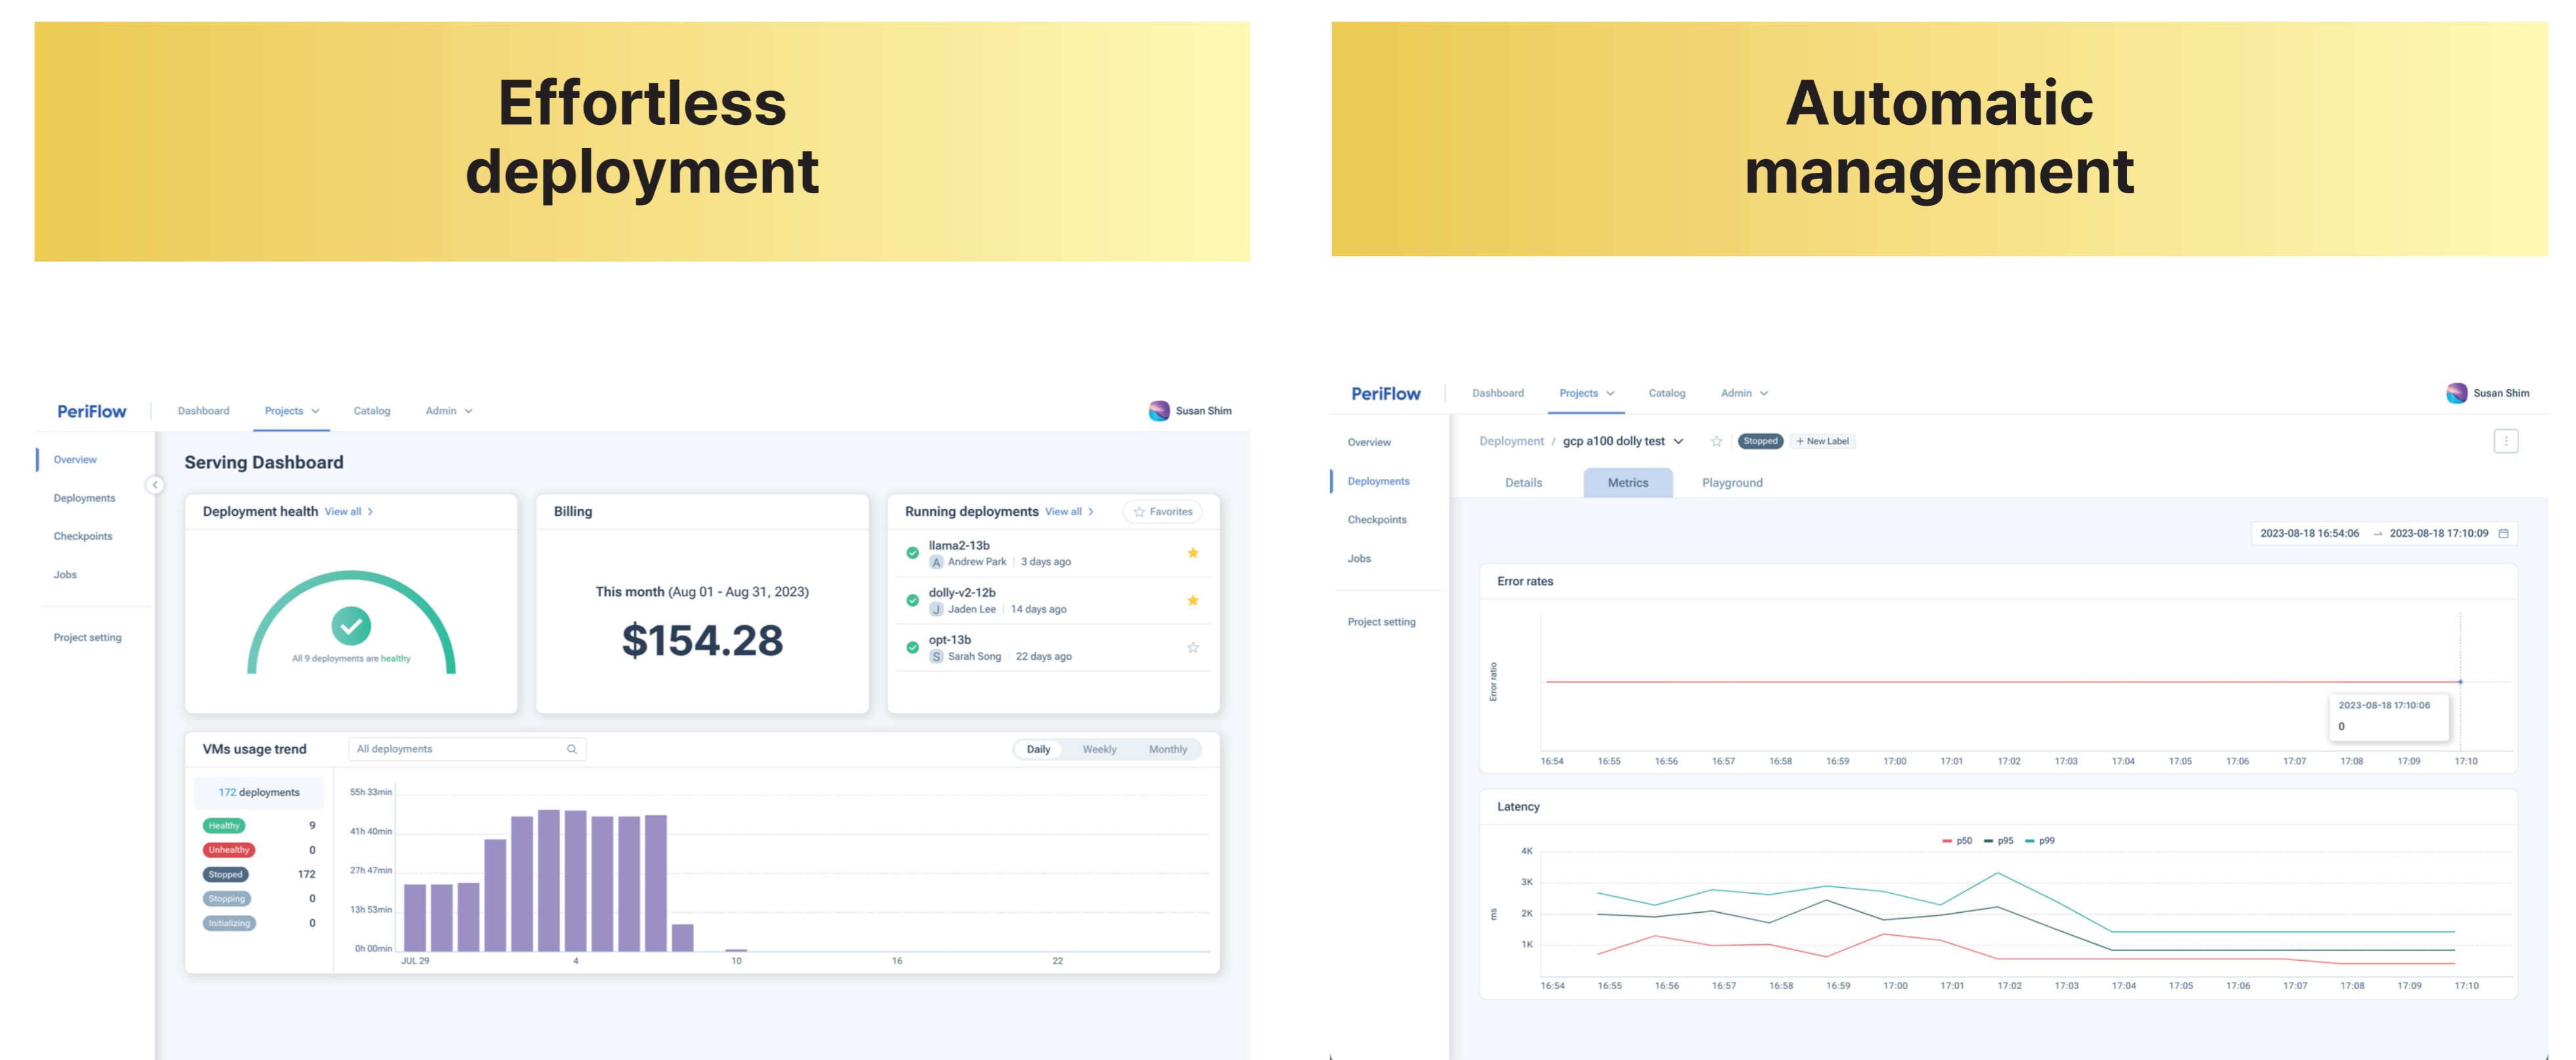 Effortless
deployment
PeriFlow
Dashboard Projects Catalog Admin
Susan Shim
Overview
Deployments
Checkpoints
Jobs
Project setting
Serving Dashboard
Deployment health View all >
All 9 deployments are healthy
Billing
This month (Aug 01 - Aug 31, 2023)
$154.28
Running deployments View all >
Favorites
llama2-13b
A Andrew Park | 3 days ago
dolly-v2-12b
J Jaden Lee | 14 days ago
opt-13b
S Sarah Song | 22 days ago
VMs usage trend
All deployments
Daily Weekly Monthly
172 deployments
Healthy 9
Unhealthy 0
Stopped 172
Stopping 0
Initializing 0
55h 33min
41h 40min
27h 47min
13h 53min
0h 00min
JUL 29 4 10 16 22
Automatic
management
PeriFlow
Dashboard Projects Catalog Admin
Susan Shim
Overview
Deployments
Checkpoints
Jobs
Project setting
Deployment / gcp a100 dolly test
Stopped
+ New Label
Details Metrics Playground
2023-08-18 16:54:06 → 2023-08-18 17:10:09
Error rates
Error ratio
2023-08-18 17:10:06
0
16:54 16:55 16:56 16:57 16:58 16:59 17:00 17:01 17:02 17:03 17:04 17:05 17:06 17:07 17:08 17:09 17:10
Latency
p50 p95 p99
ms
4K
3K
2K
1K
16:54 16:55 16:56 16:57 16:58 16:59 17:00 17:01 17:02 17:03 17:04 17:05 17:06 17:07 17:08 17:09 17:10